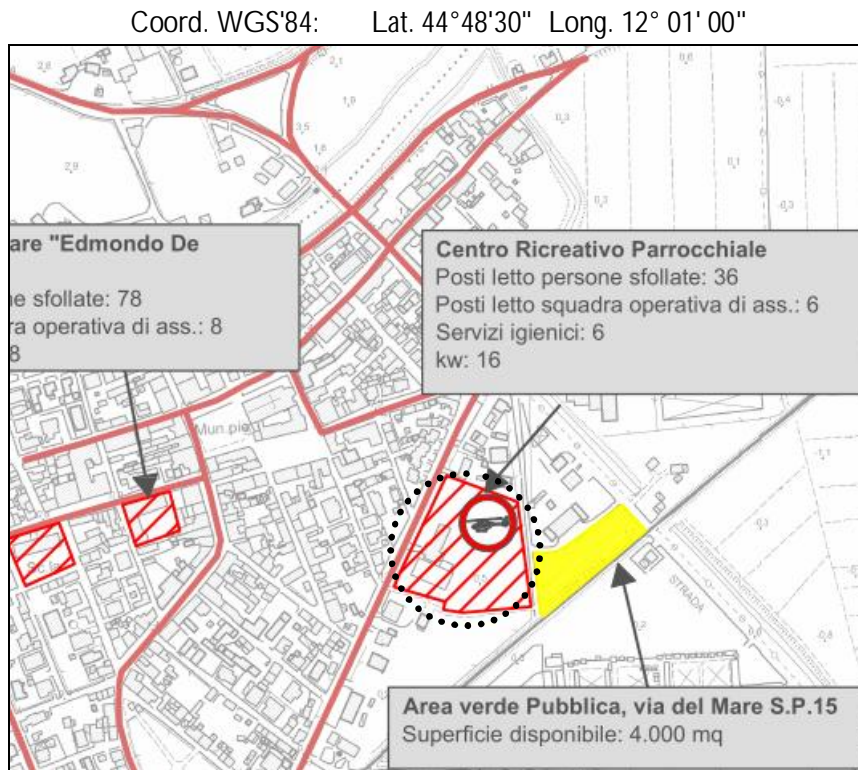 Coord. WGS'84: Lat. 44°48'30" Long. 12° 01' 00"
are "Edmondo De
ne sfollate: 78
ra operativa di ass.: 8
8
Centro Ricreativo Parrocchiale
Posti letto persone sfollate: 36
Posti letto squadra operativa di ass.: 6
Servizi igienici: 6
kw: 16
STRADA
Area verde Pubblica, via del Mare S.P.15
Superficie disponibile: 4.000 mq